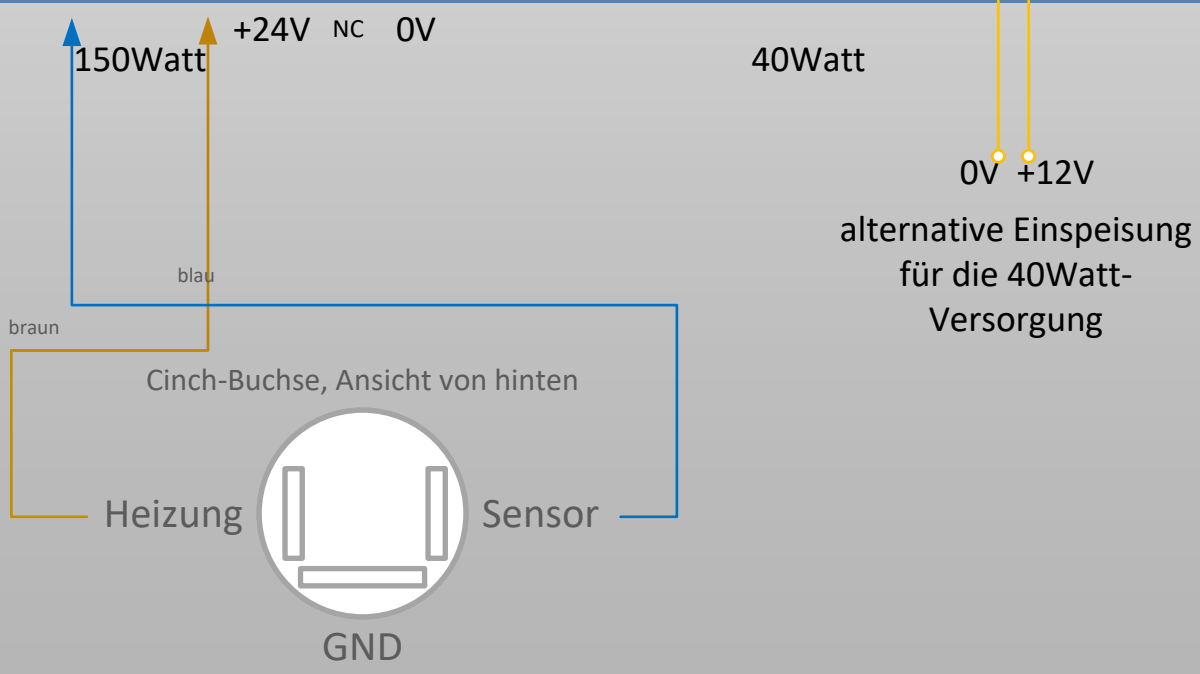 +24V NC 0V
150Watt
40Watt
0V +12V
alternative Einspeisung
für die 40Watt-
Versorgung
blau
braun
Cinch-Buchse, Ansicht von hinten
Heizung
Sensor
GND